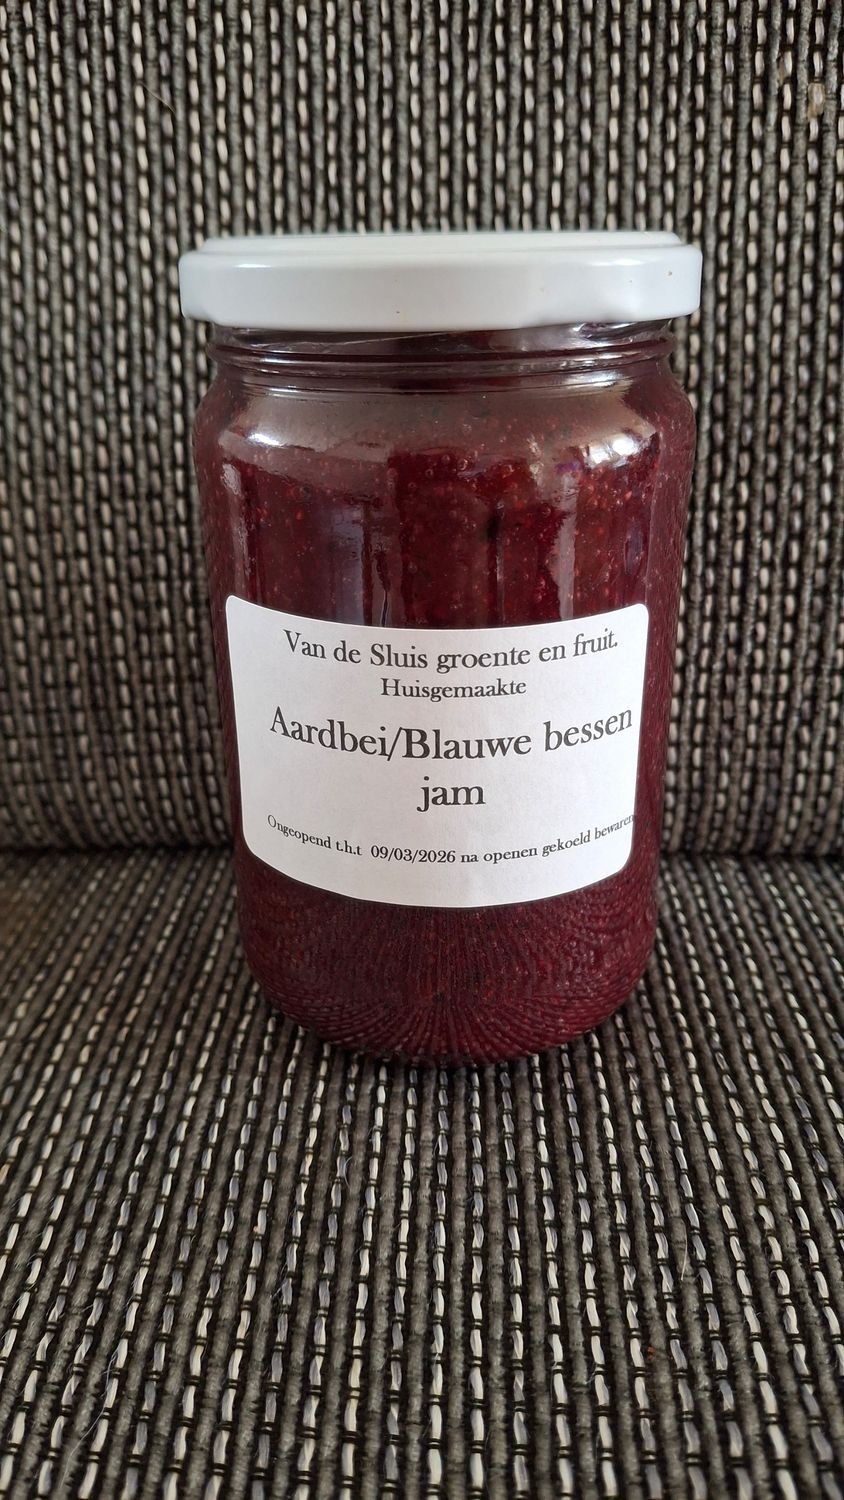 Van de Sluis groente en fruit.
Huisgemaakte
Aardbei/Blauwe bessen
jam
Ongeopend t.h.t 09/03/2026 na openen gekoeld bewaren